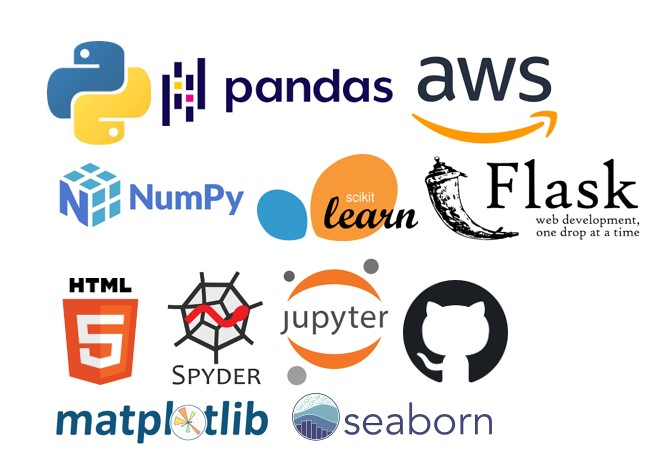 pandas
aws
NumPy
scikit
learn
Flask
web development,
one drop at a time
HTML
5
SPYDER
jupyter
matplotlib
seaborn